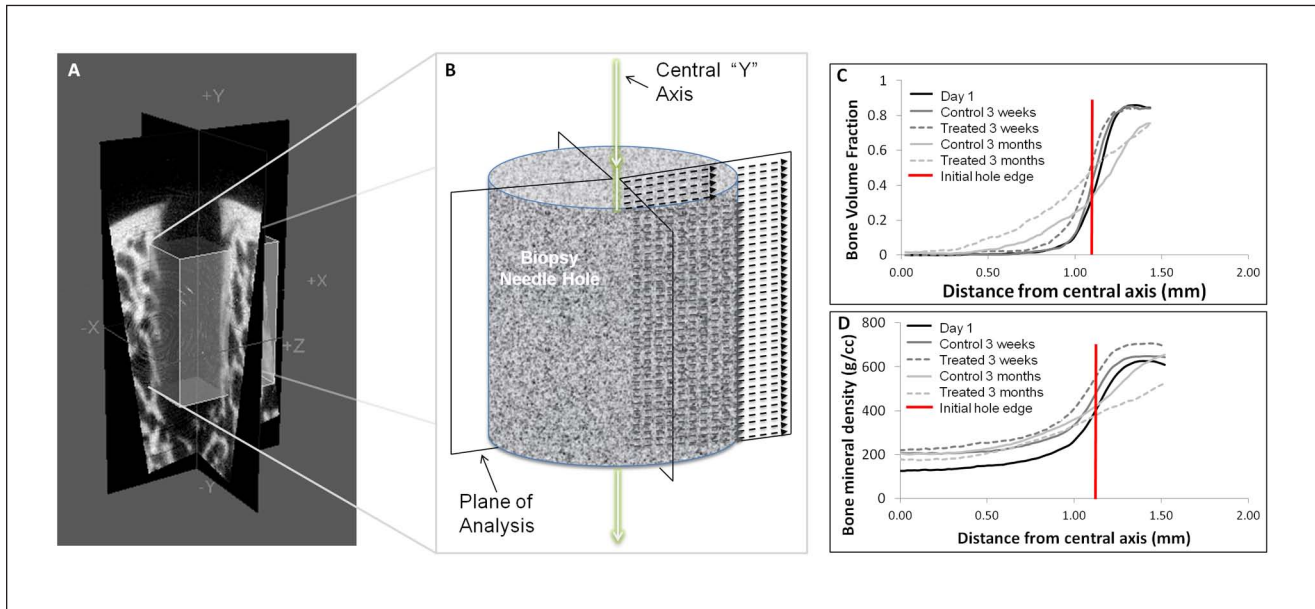 A
+Y
-X
+X
+Z
-Y
B
Central “Y”
Axis
Biopsy
Needle Hole
Plane of
Analysis
C
Bone Volume Fraction
1
0.8
0.6
0.4
0.2
0
Day 1
Control 3 weeks
Treated 3 weeks
Control 3 months
Treated 3 months
Initial hole edge
0.00 0.50 1.00 1.50 2.00
Distance from central axis (mm)
D
Bone mineral density (g/cc)
800
600
400
200
0
Day 1
Control 3 weeks
Treated 3 weeks
Control 3 months
Treated 3 months
Initial hole edge
0.00 0.50 1.00 1.50 2.00
Distance from central axis (mm)